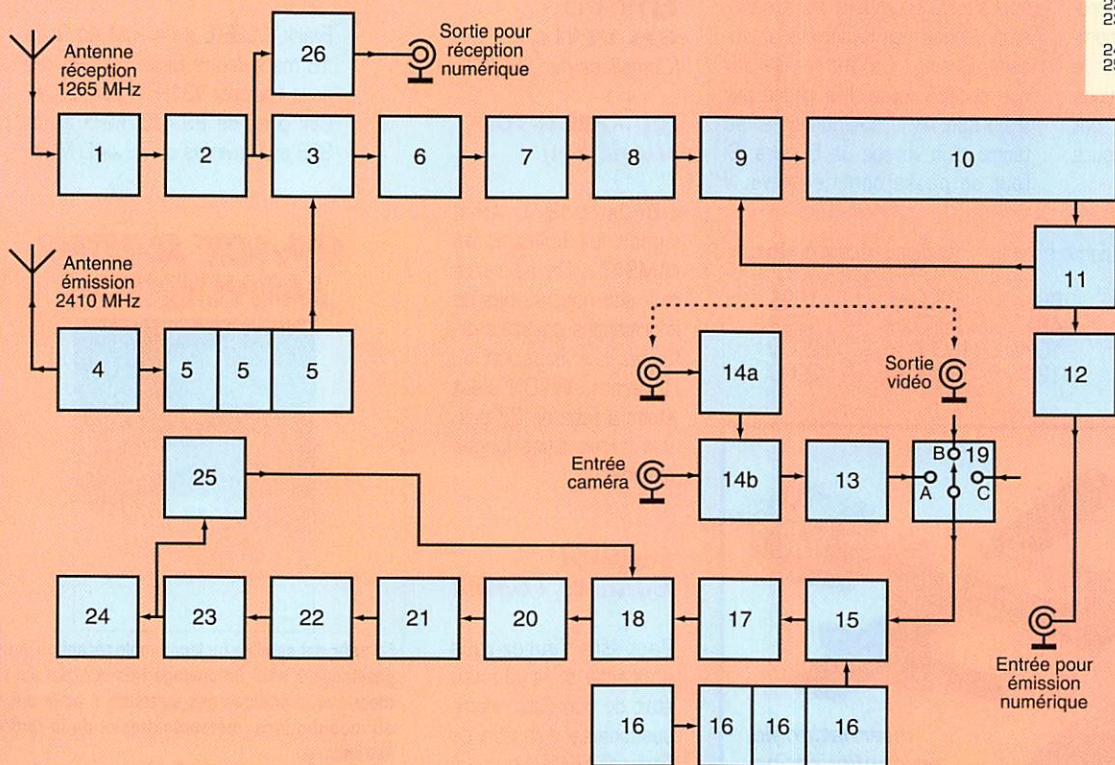 Antenne
réception
1265 MHz
26
Sortie pour
réception
numérique
1
2
3
6
7
8
9
10
Antenne
émission
2410 MHz
11
4
5
5
5
14a
Sortie
vidéo
12
25
Entrée
caméra
14b
13
B
19
A
C
24
23
22
21
20
18
17
15
Entrée pour
émission
numérique
16
16
16
16